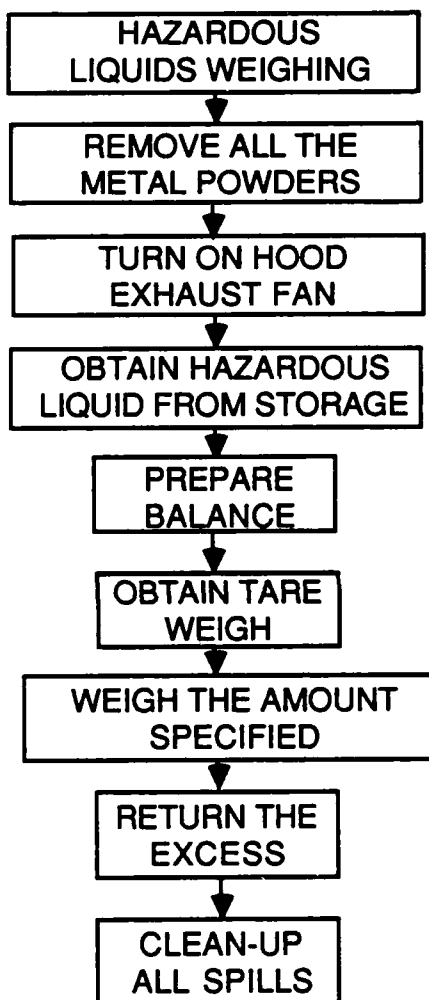 HAZARDOUS
LIQUIDS WEIGHING
REMOVE ALL THE
METAL POWDERS
TURN ON HOOD
EXHAUST FAN
OBTAIN HAZARDOUS
LIQUID FROM STORAGE
PREPARE
BALANCE
OBTAIN TARE
WEIGH
WEIGH THE AMOUNT
SPECIFIED
RETURN THE
EXCESS
CLEAN-UP
ALL SPILLS